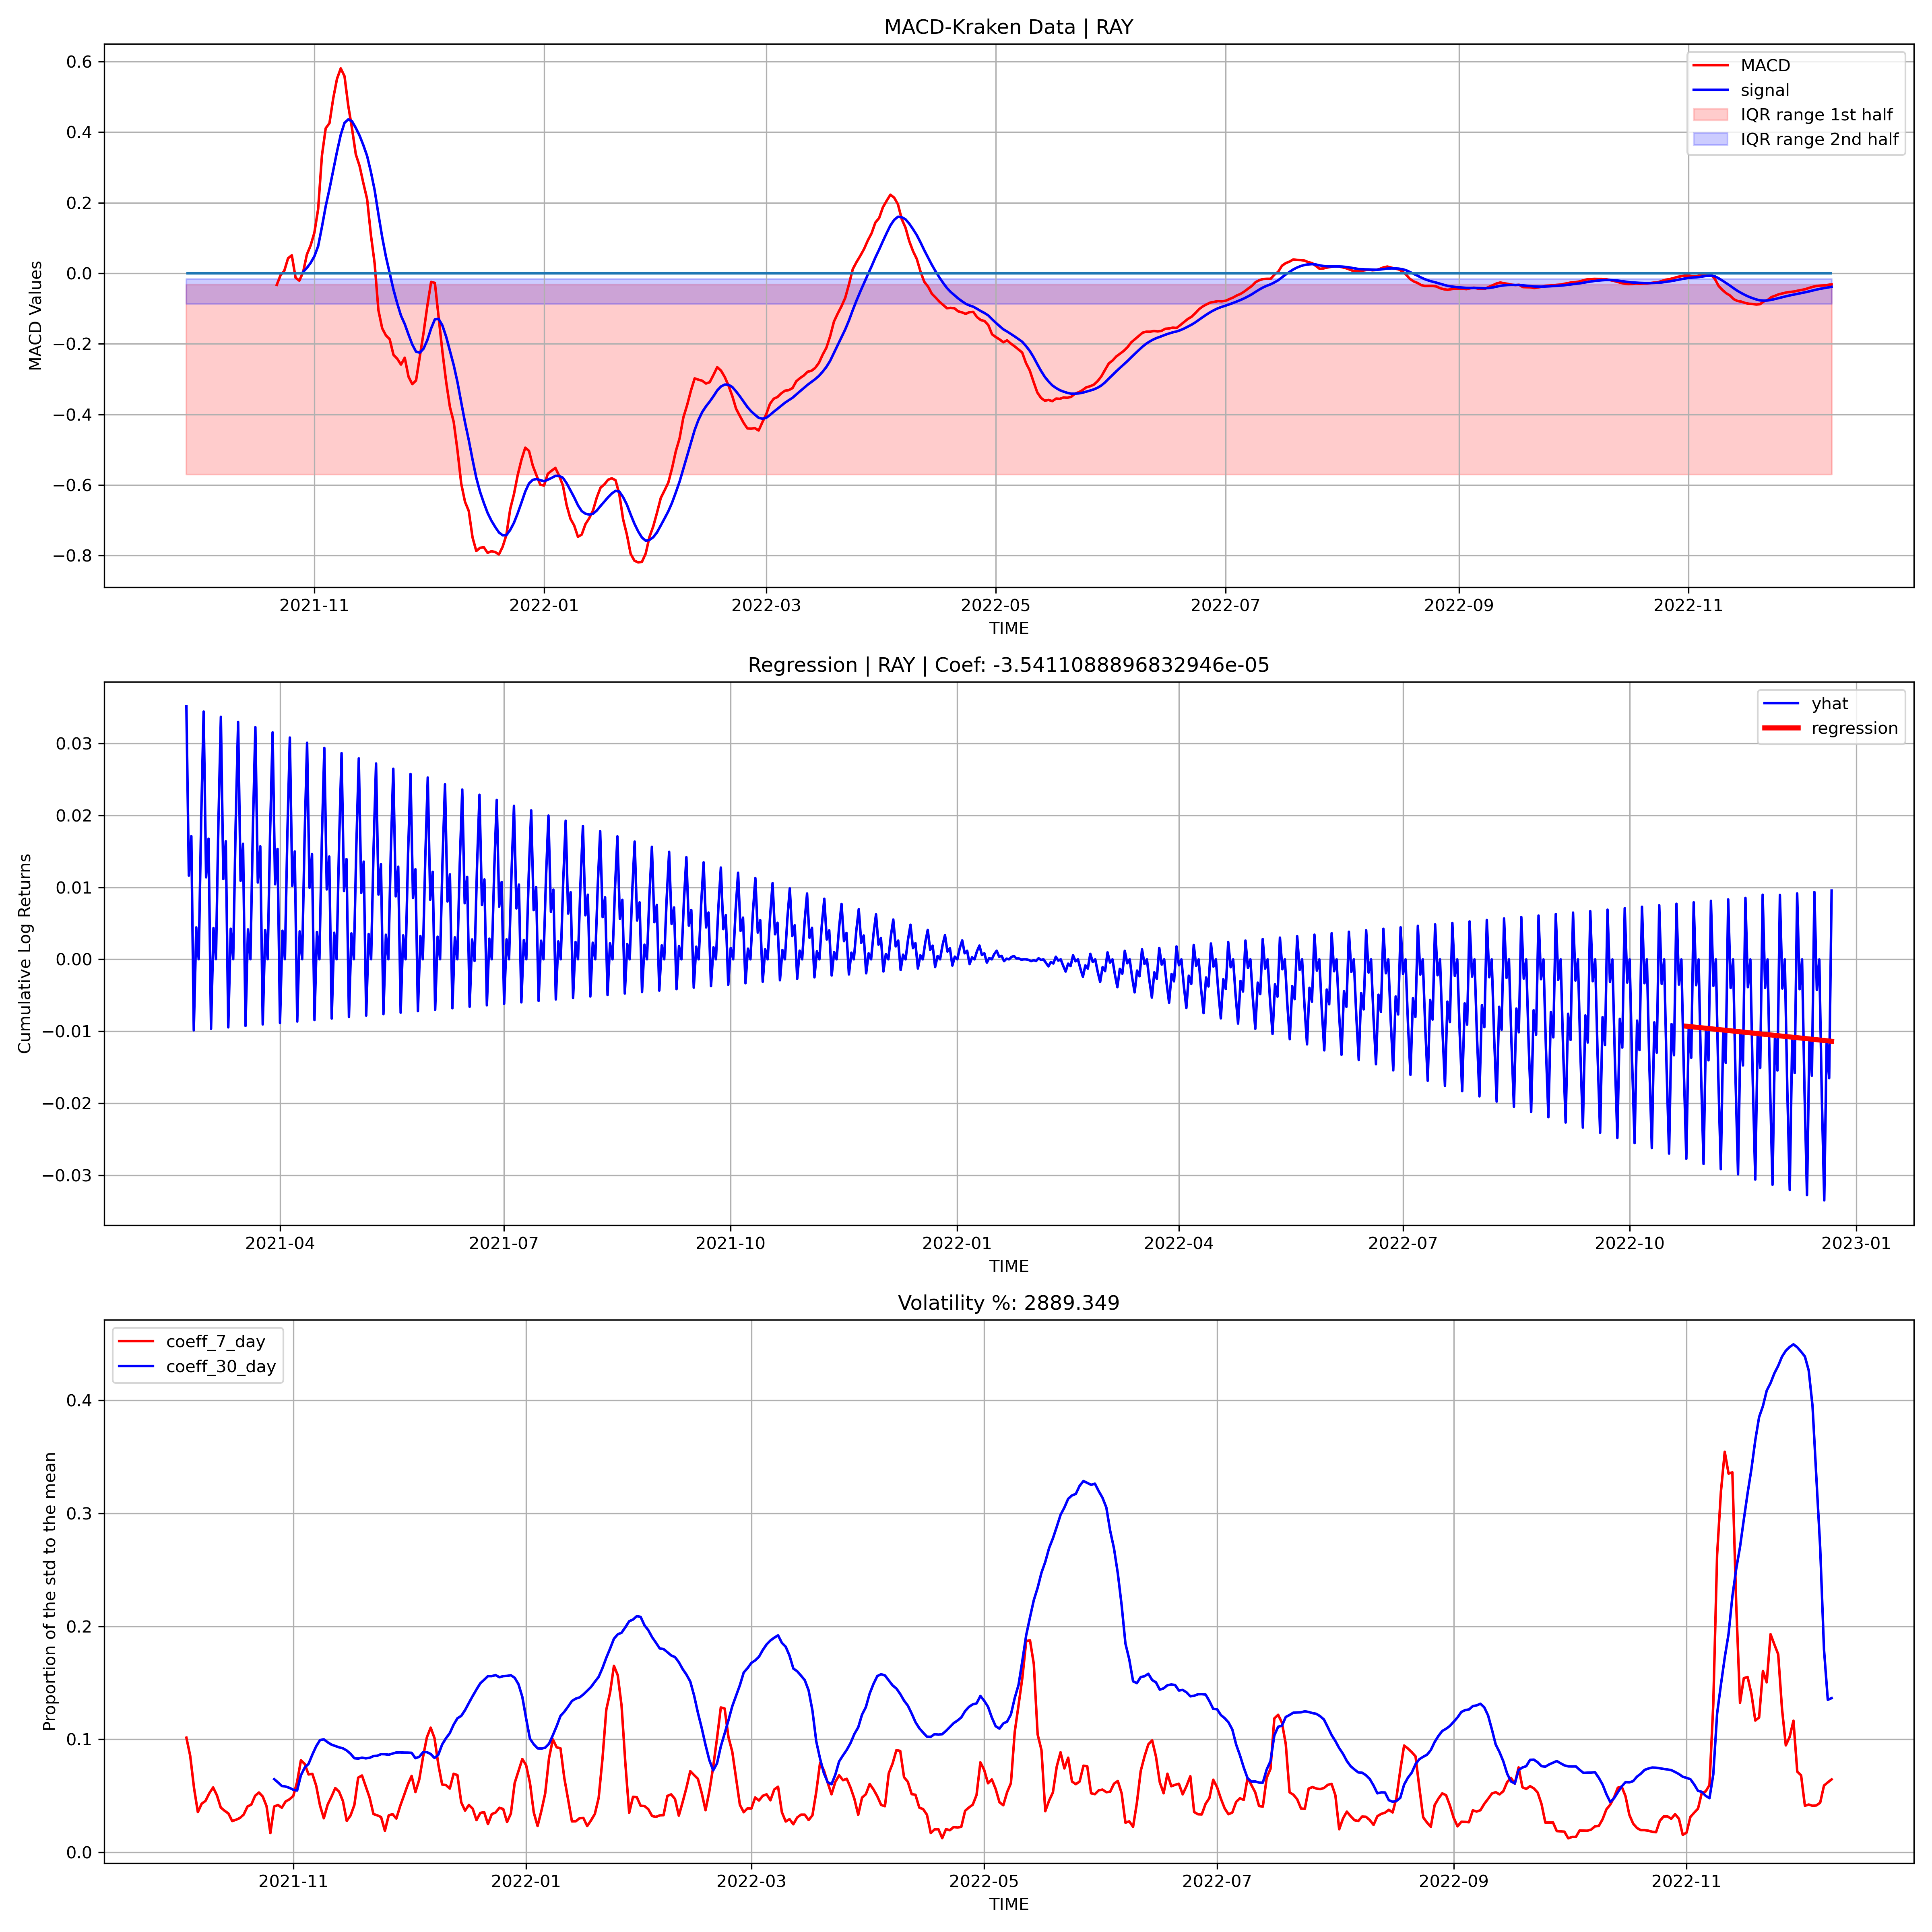 MACD-Kraken Data | RAY
MACD Values
0.6
0.4
0.2
0.0
−0.2
−0.4
−0.6
−0.8
MACD
signal
IQR range 1st half
IQR range 2nd half
2021-11
2022-01
2022-03
2022-05
2022-07
2022-09
2022-11
TIME
Regression | RAY | Coef: -3.5411088896832946e-05
Cumulative Log Returns
0.03
0.02
0.01
0.00
−0.01
−0.02
−0.03
yhat
regression
2021-04
2021-07
2021-10
2022-01
2022-04
2022-07
2022-10
2023-01
TIME
Volatility %: 2889.349
Proportion of the std to the mean
0.4
0.3
0.2
0.1
0.0
coeff_7_day
coeff_30_day
2021-11
2022-01
2022-03
2022-05
2022-07
2022-09
2022-11
TIME